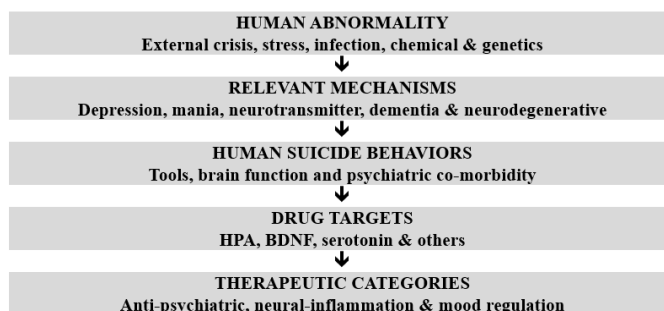 HUMAN ABNORMALITY
External crisis, stress, infection, chemical & genetics
RELEVANT MECHANISMS
Depression, mania, neurotransmitter, dementia & neurodegenerative
HUMAN SUICIDE BEHAVIORS
Tools, brain function and psychiatric co-morbidity
DRUG TARGETS
HPA, BDNF, serotonin & others
THERAPEUTIC CATEGORIES
Anti-psychiatric, neural-inflammation & mood regulation